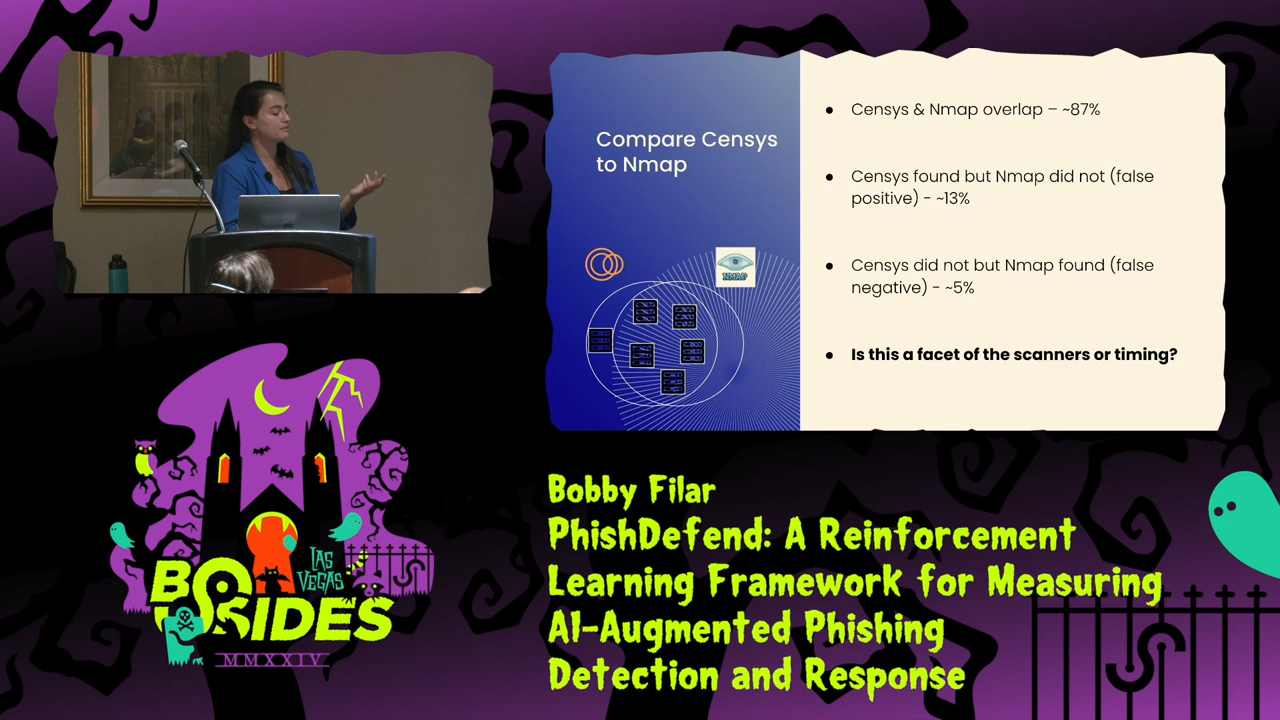 Compare Censys
to Nmap
NMAP
● Censys & Nmap overlap – ~87%
● Censys found but Nmap did not (false
positive) - ~13%
● Censys did not but Nmap found (false
negative) - ~5%
● Is this a facet of the scanners or timing?
LAS
VEGAS
BSIDES
MMXXIV
Bobby Filar
PhishDefend: A Reinforcement
Learning Framework for Measuring
AI-Augmented Phishing
Detection and Response